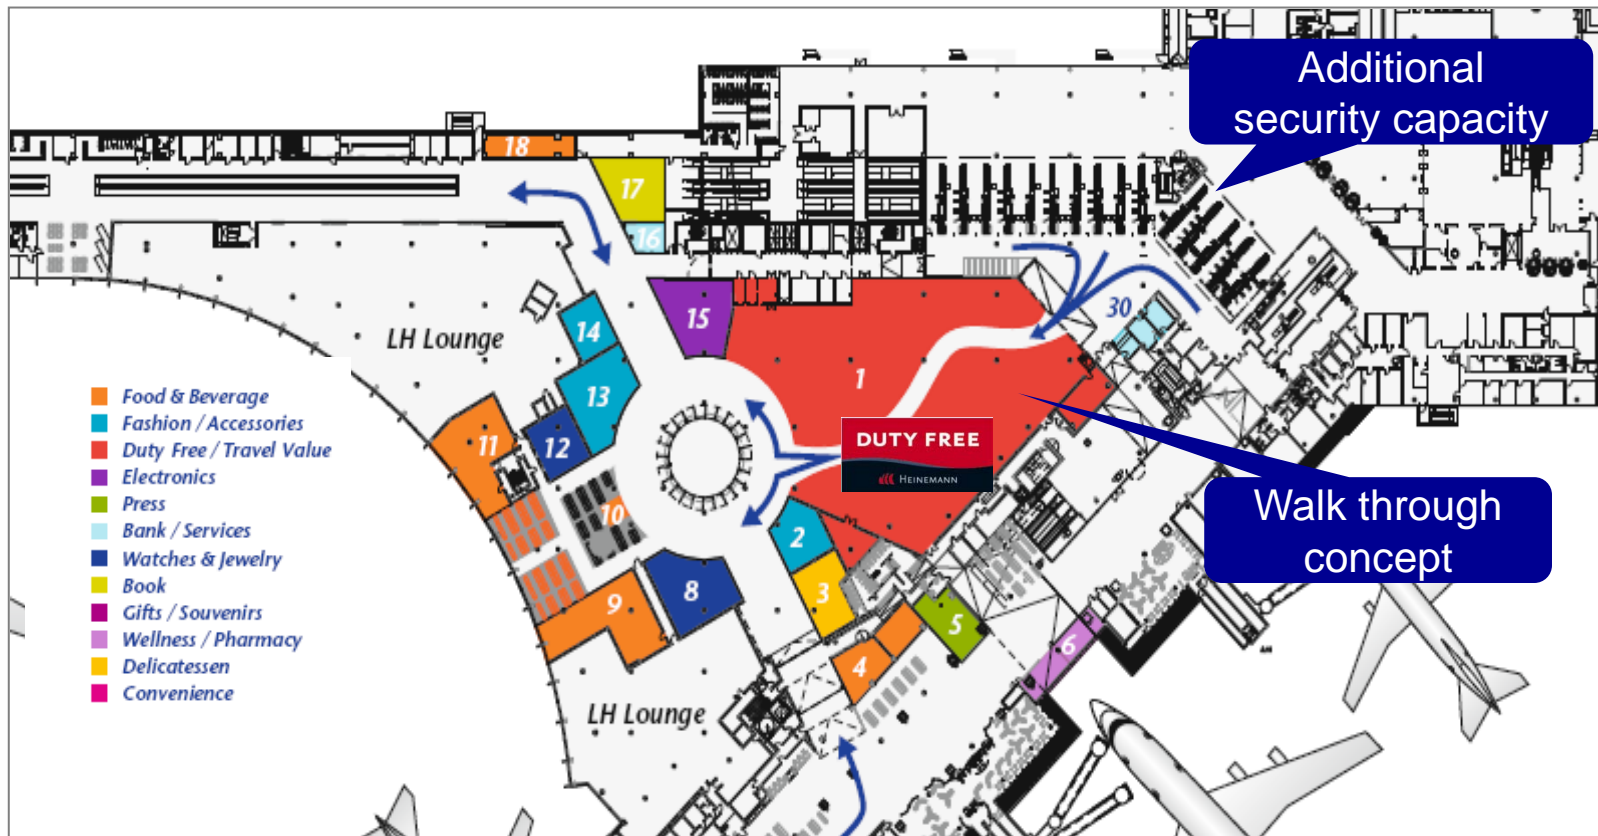 Additional
security capacity
18
17
16
15
14
13
12
11
10
9
8
1
2
3
4
5
6
30
LH Lounge
Food & Beverage
Fashion / Accessories
Duty Free / Travel Value
Electronics
Press
Bank / Services
Watches & Jewelry
Book
Gifts / Souvenirs
Wellness / Pharmacy
Delicatessen
Convenience
DUTY FREE
HEINEMANN
Walk through
concept
LH Lounge